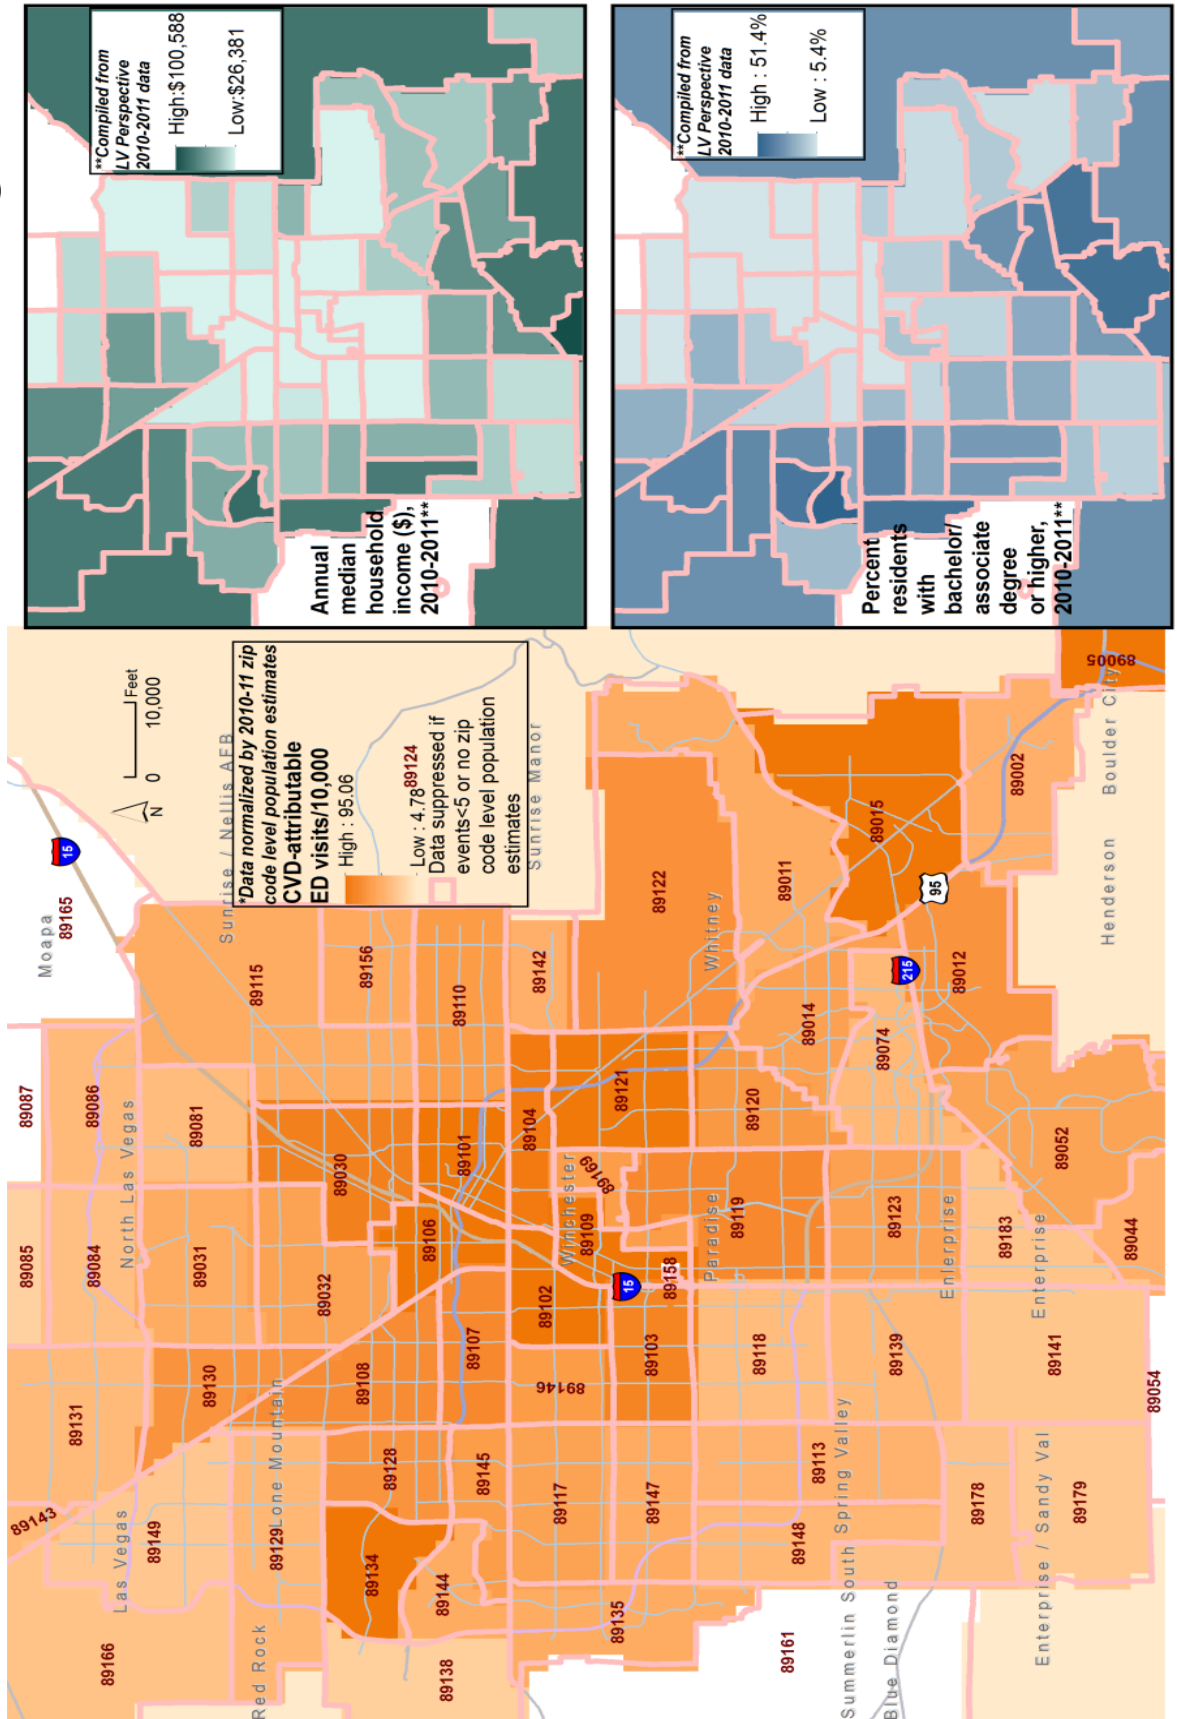 **Compiled from
LV Perspective
2010-2011 data
High:$100,588
Low:$26,381
Annual
median
household
income ($),
2010-2011**
**Compiled from
LV Perspective
2010-2011 data
High : 51.4%
Low : 5.4%
Percent
residents
with
bachelor/
associate
degree
or higher,
2010-2011**
*Data normalized by 2010-11 zip
code level population estimates
CVD-attributable
ED visits/10,000
High : 95.06
Low : 4.78
Data suppressed if
events<5 or no zip
code level population
estimates
N
0
10,000
Feet
15
Moapa
89165
Sunrise / Nellis AFB
89124
Sunrise Manor
89087
89086
North Las Vegas
89081
89115
89156
89110
89142
89122
Whitney
89011
89015
89002
Henderson
Boulder City
89005
95
215
89012
89014
89074
89121
89104
89101
89030
89120
89052
89085
89084
89031
89032
89106
89109
Winchester
89169
89119
Paradise
89158
15
89123
Enlerprise
89183
Enterprise
89044
89131
89130
Lone Mountain
89108
89107
89102
89146
89103
89118
89139
89141
89054
89143
Las Vegas
89149
89129
89128
89145
89117
89147
89113
89148
89178
89179
Enterprise / Sandy Val
89134
89144
89135
89166
Red Rock
89138
89161
Summerlin South
Spring Valley
Blue Diamond